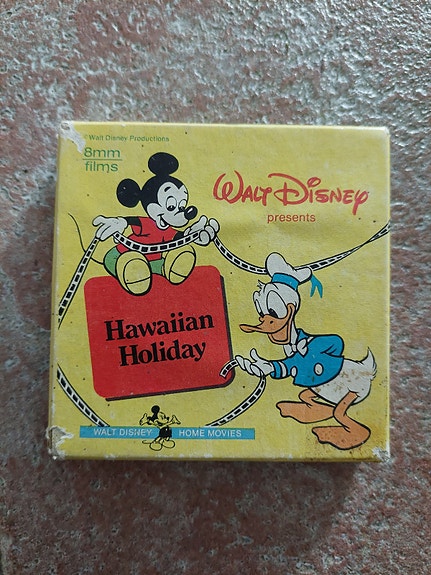 © Walt Disney Productions
8mm
films
WALT DISNEY
presents
Hawaiian
Holiday
WALT DISNEY HOME MOVIES